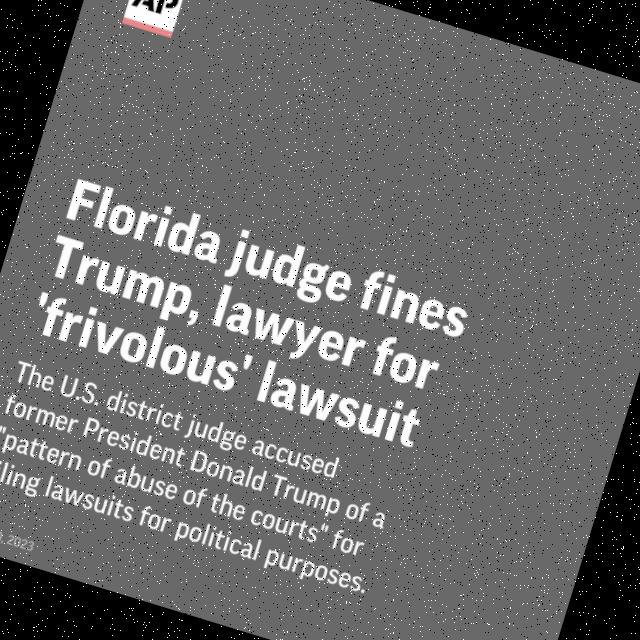 AP
Florida judge fines
Trump, lawyer for
'frivolous' lawsuit
The U.S. district judge accused
former President Donald Trump of a
"pattern of abuse of the courts" for
lawsuits for political purposes.
2023